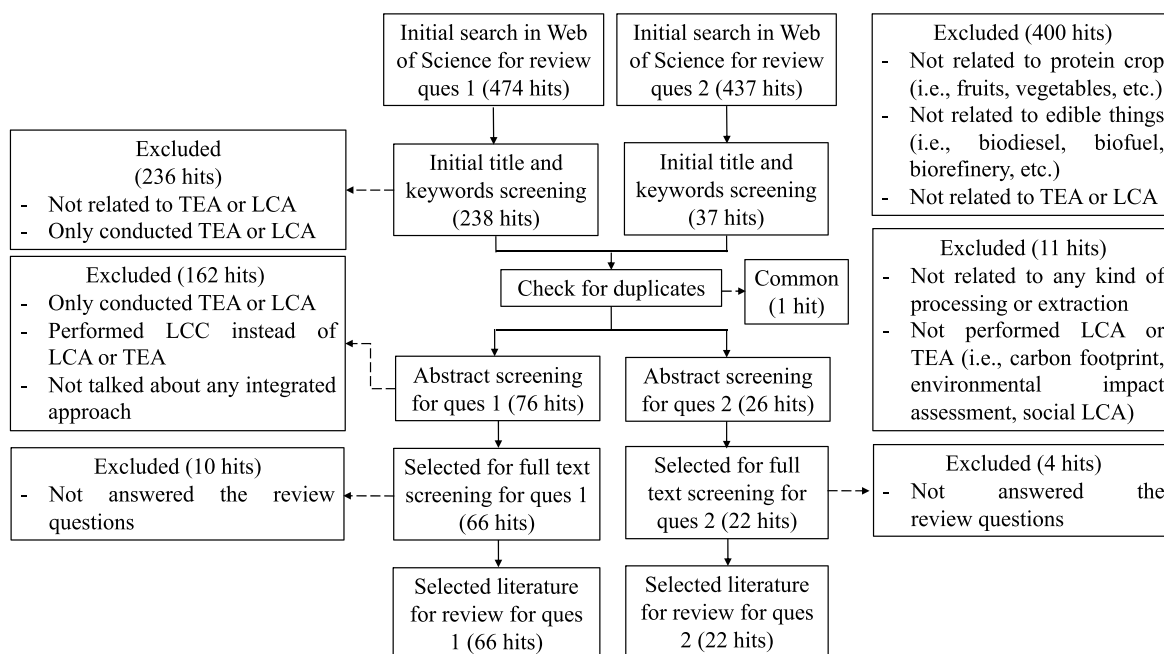 Initial search in Web
of Science for review
ques 1 (474 hits)
Initial search in Web
of Science for review
ques 2 (437 hits)
Excluded (400 hits)
- Not related to protein crop
(i.e., fruits, vegetables, etc.)
- Not related to edible things
(i.e., biodiesel, biofuel,
biorefinery, etc.)
- Not related to TEA or LCA
Excluded
(236 hits)
- Not related to TEA or LCA
- Only conducted TEA or LCA
Initial title and
keywords screening
(238 hits)
Initial title and
keywords screening
(37 hits)
Check for duplicates
Common
(1 hit)
Excluded (162 hits)
- Only conducted TEA or LCA
- Performed LCC instead of
LCA or TEA
- Not talked about any integrated
approach
Abstract screening
for ques 1 (76 hits)
Abstract screening
for ques 2 (26 hits)
Excluded (11 hits)
- Not related to any kind of
processing or extraction
- Not performed LCA or
TEA (i.e., carbon footprint,
environmental impact
assessment, social LCA)
Excluded (10 hits)
- Not answered the review
questions
Selected for full text
screening for ques 1
(66 hits)
Selected for full
text screening for
ques 2 (22 hits)
Excluded (4 hits)
- Not answered the
review questions
Selected literature
for review for ques
1 (66 hits)
Selected literature
for review for ques
2 (22 hits)